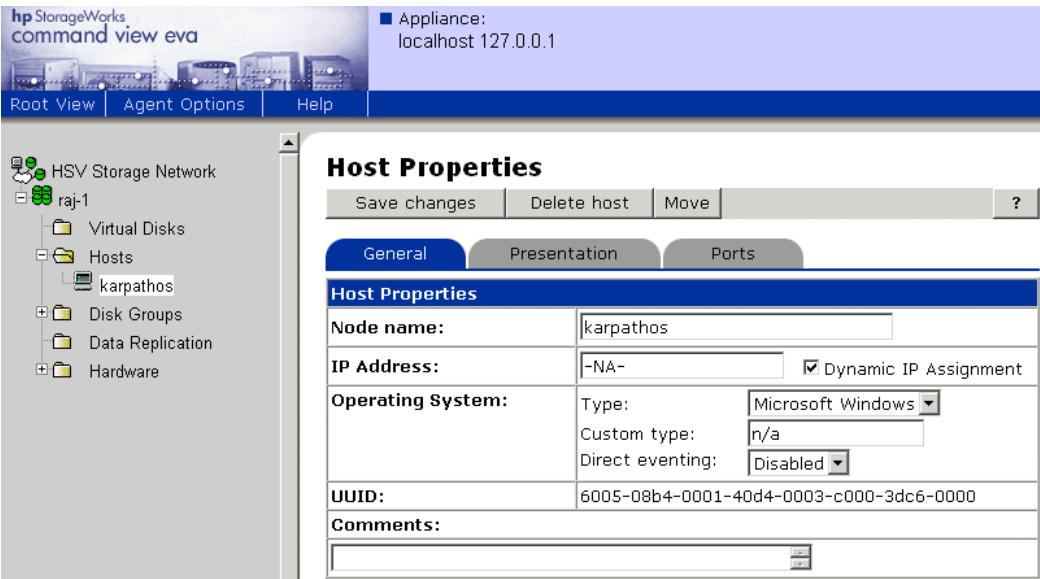 hp StorageWorks
command view eva
Appliance:
localhost 127.0.0.1
Root View Agent Options Help
HSV Storage Network
raj-1
Virtual Disks
Hosts
karpathos
Disk Groups
Data Replication
Hardware
Host Properties
Save changes Delete host Move ?
General Presentation Ports
Host Properties
Node name: karpathos
IP Address: -NA- Dynamic IP Assignment
Operating System: Type: Microsoft Windows
Custom type: n/a
Direct eventing: Disabled
UUID: 6005-08b4-0001-40d4-0003-c000-3dc6-0000
Comments: